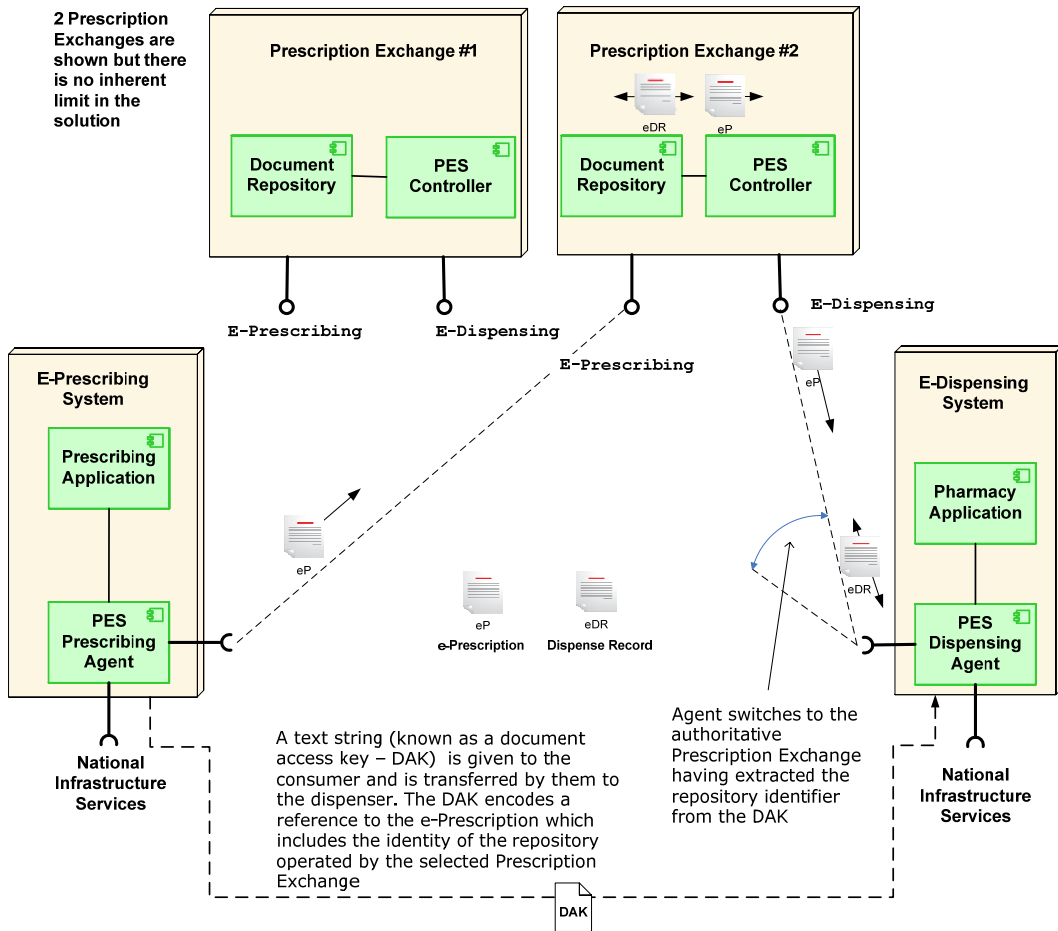 2 Prescription
Exchanges are
shown but there
is no inherent
limit in the
solution
Prescription Exchange #1
Document
Repository
PES
Controller
Prescription Exchange #2
eDR
eP
Document
Repository
PES
Controller
E-Prescribing
E-Dispensing
E-Prescribing
E-Dispensing
E-Prescribing
System
Prescribing
Application
PES
Prescribing
Agent
National
Infrastructure
Services
eP
eP
e-Prescription
eDR
Dispense Record
eP
eDR
E-Dispensing
System
Pharmacy
Application
PES
Dispensing
Agent
National
Infrastructure
Services
A text string (known as a document
access key – DAK) is given to the
consumer and is transferred by them to
the dispenser. The DAK encodes a
reference to the e-Prescription which
includes the identity of the repository
operated by the selected Prescription
Exchange
Agent switches to the
authoritative
Prescription Exchange
having extracted the
repository identifier
from the DAK
DAK